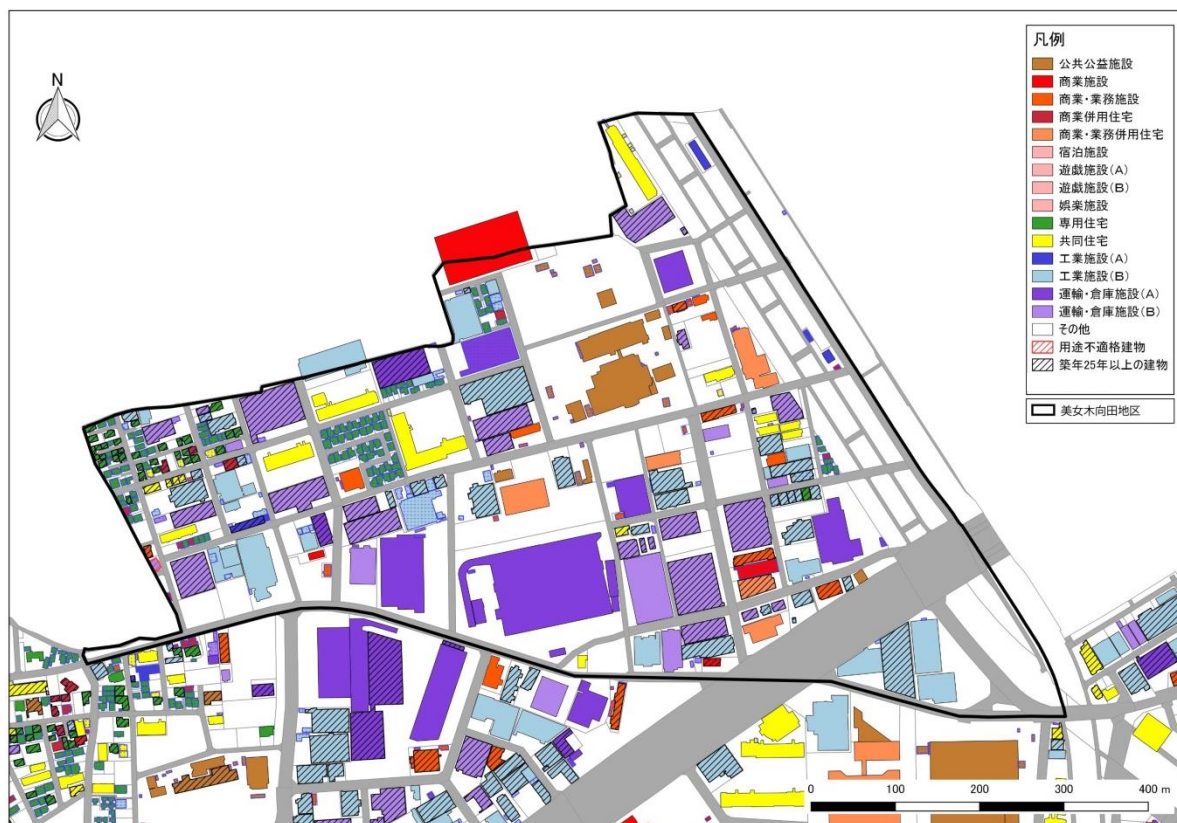 N
凡例
公共公益施設
商業施設
商業・業務施設
商業併用住宅
商業・業務併用住宅
宿泊施設
遊戯施設(A)
遊戯施設(B)
娯楽施設
専用住宅
共同住宅
工業施設(A)
工業施設(B)
運輸・倉庫施設(A)
運輸・倉庫施設(B)
その他
用途不適格建物
築年25年以上の建物
美女木向田地区
0 100 200 300 400 m